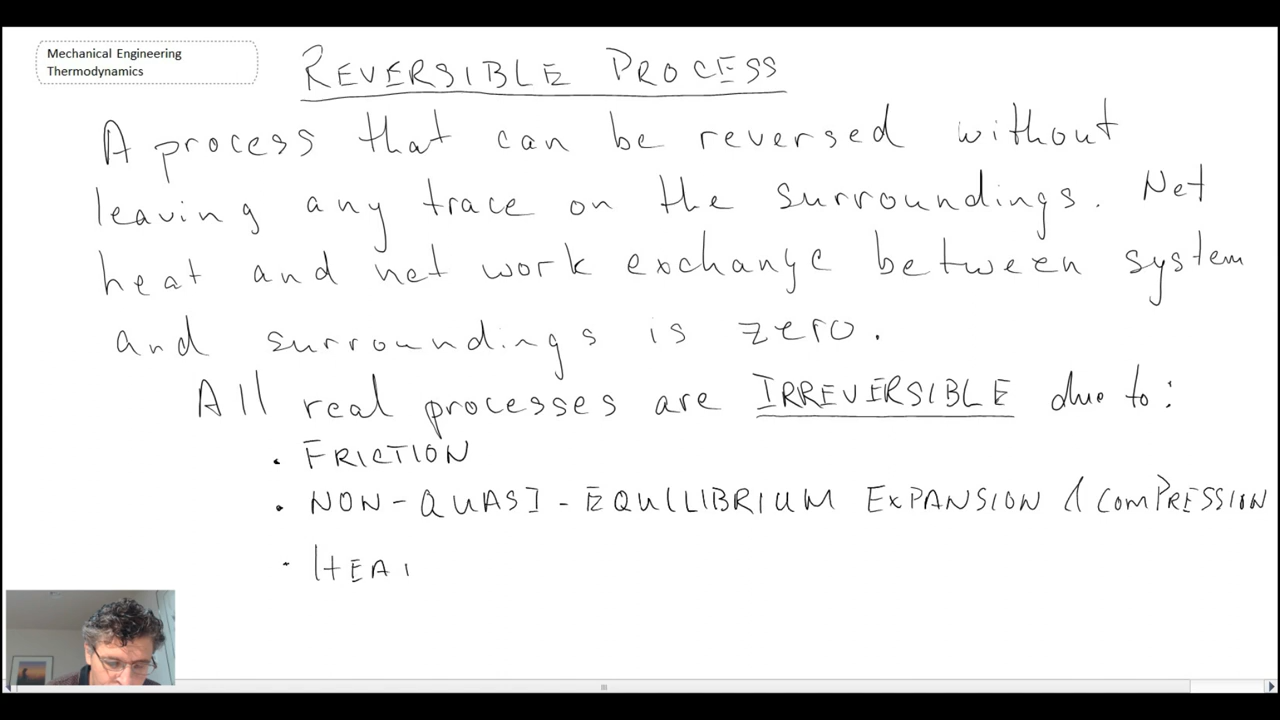 Mechanical Engineering
Thermodynamics
REVERSIBLE PROCESS
A process that can be reversed without
leaving any trace on the surroundings. Net
heat and net work exchange between system
and surroundings is zero.
All real processes are IRREVERSIBLE due to:
· FRICTION
· NON-QUASI-EQUILIBRIUM EXPANSION & COMPRESSION
· HEA